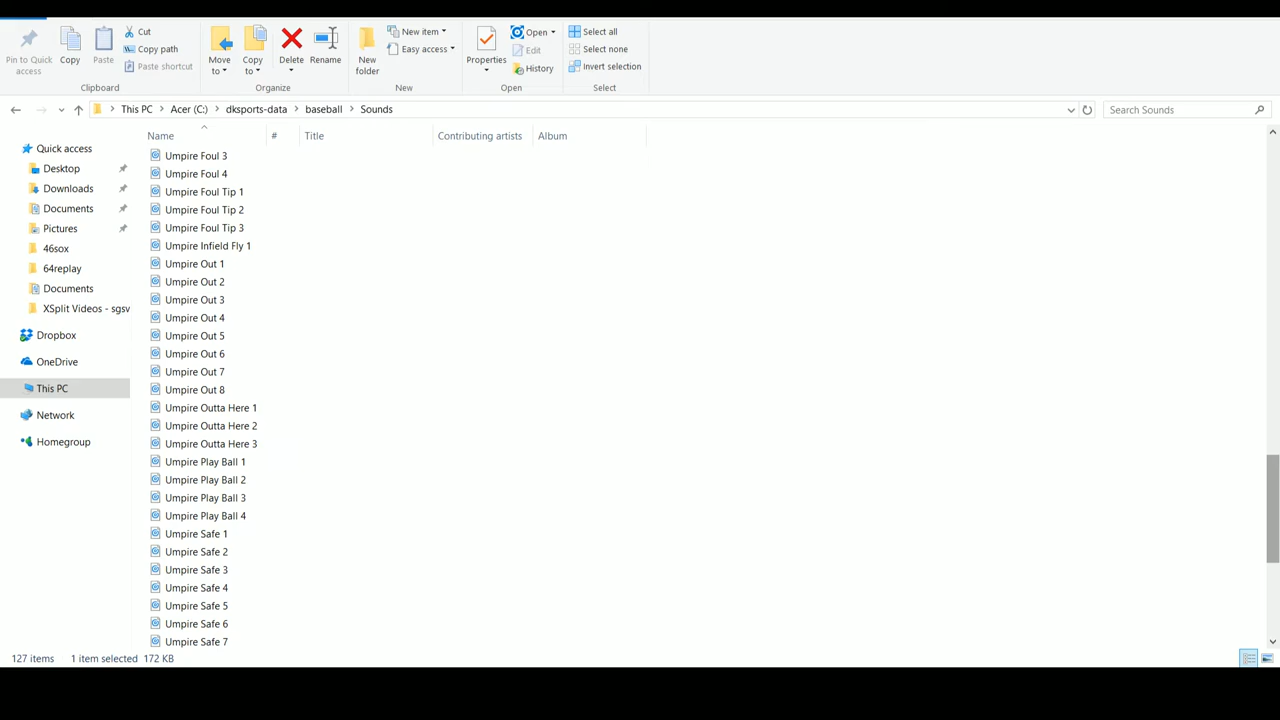 Pin to Quick access
Copy
Paste
Cut
Copy path
Paste shortcut
Clipboard
Move to
Copy to
Delete
Rename
Organize
New folder
New item
Easy access
New
Properties
Open
Edit
History
Open
Select all
Select none
Invert selection
Select
This PC > Acer (C:) > dksports-data > baseball > Sounds
Search Sounds
Quick access
Desktop
Downloads
Documents
Pictures
46sox
64replay
Documents
XSplit Videos - sgsv
Dropbox
OneDrive
This PC
Network
Homegroup
Name # Title Contributing artists Album
Umpire Foul 3
Umpire Foul 4
Umpire Foul Tip 1
Umpire Foul Tip 2
Umpire Foul Tip 3
Umpire Infield Fly 1
Umpire Out 1
Umpire Out 2
Umpire Out 3
Umpire Out 4
Umpire Out 5
Umpire Out 6
Umpire Out 7
Umpire Out 8
Umpire Outta Here 1
Umpire Outta Here 2
Umpire Outta Here 3
Umpire Play Ball 1
Umpire Play Ball 2
Umpire Play Ball 3
Umpire Play Ball 4
Umpire Safe 1
Umpire Safe 2
Umpire Safe 3
Umpire Safe 4
Umpire Safe 5
Umpire Safe 6
Umpire Safe 7
127 items 1 item selected 172 KB